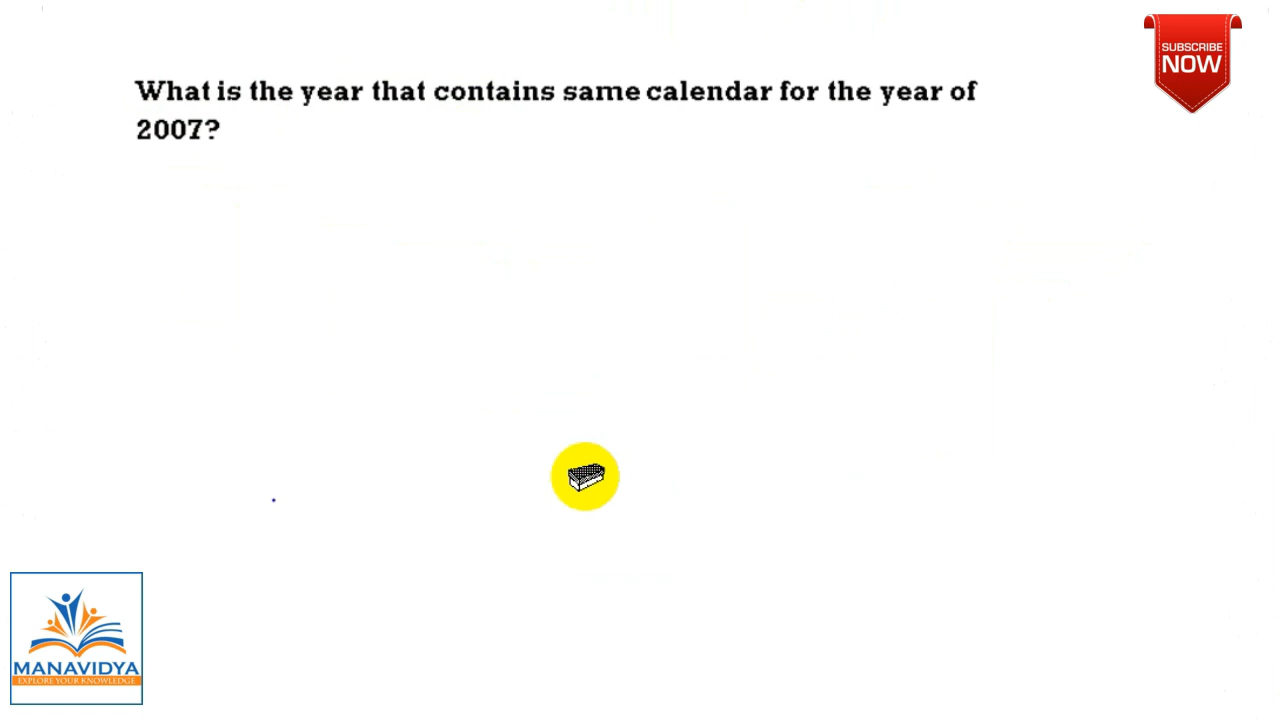 SUBSCRIBE
NOW
What is the year that contains same calendar for the year of
2007?
MANAVIDYA
EXPLORE YOUR KNOWLEDGE